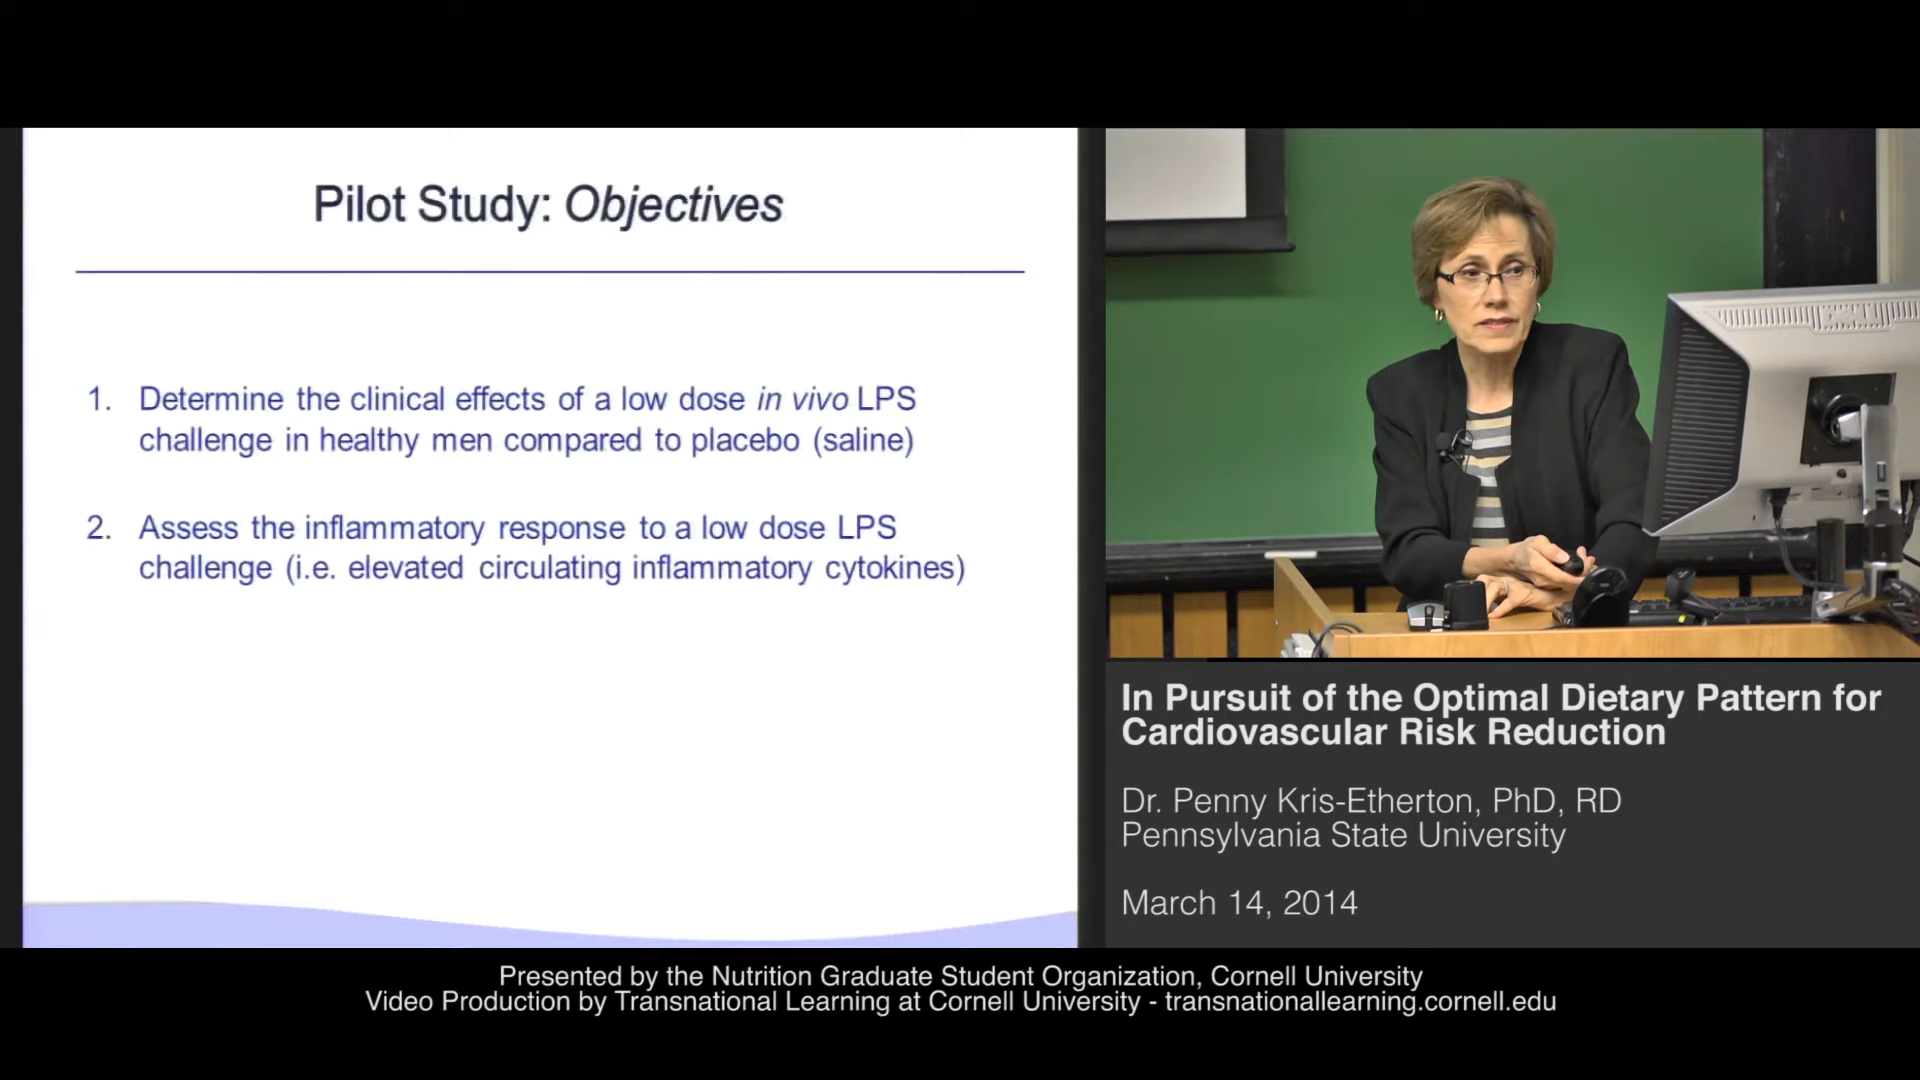 Pilot Study: Objectives
1. Determine the clinical effects of a low dose in vivo LPS
challenge in healthy men compared to placebo (saline)
2. Assess the inflammatory response to a low dose LPS
challenge (i.e. elevated circulating inflammatory cytokines)
In Pursuit of the Optimal Dietary Pattern for
Cardiovascular Risk Reduction
Dr. Penny Kris-Etherton, PhD, RD
Pennsylvania State University
March 14, 2014
Presented by the Nutrition Graduate Student Organization, Cornell University
Video Production by Transnational Learning at Cornell University - transnationallearning.cornell.edu